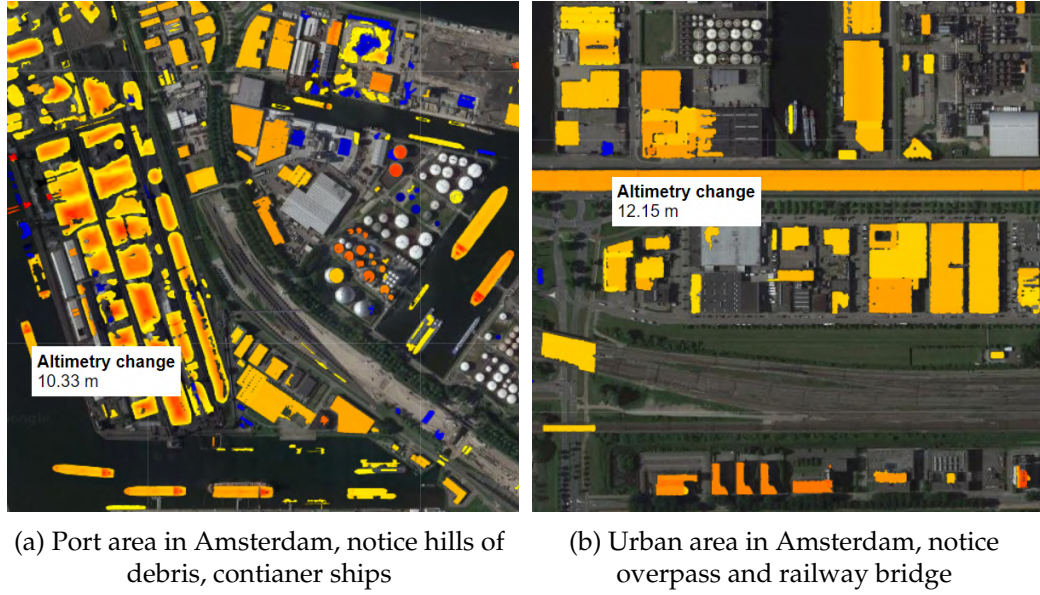 Altimetry change
10.33 m
Altimetry change
12.15 m
(a) Port area in Amsterdam, notice hills of
debris, contianer ships
(b) Urban area in Amsterdam, notice
overpass and railway bridge